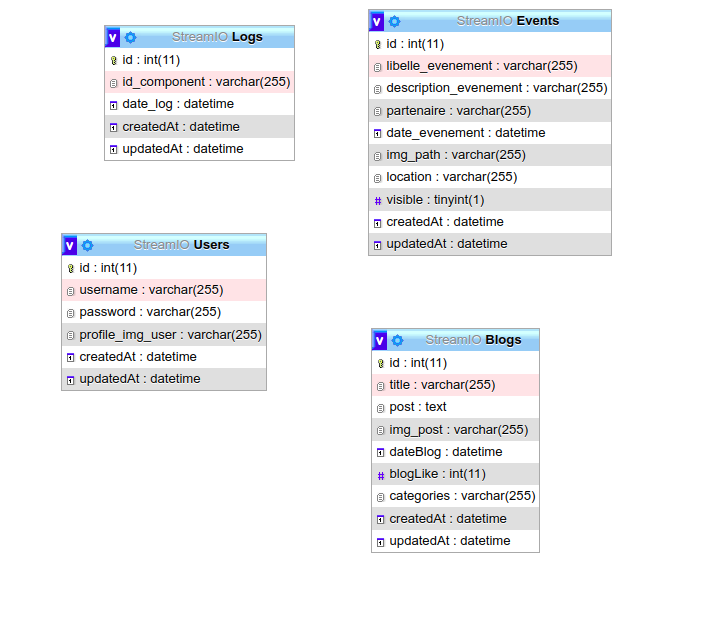 v StreamIO Logs
id : int(11)
id_component : varchar(255)
date_log : datetime
createdAt : datetime
updatedAt : datetime
v StreamIO Events
id : int(11)
libelle_evenement : varchar(255)
description_evenement : varchar(255)
partenaire : varchar(255)
date_evenement : datetime
img_path : varchar(255)
location : varchar(255)
# visible : tinyint(1)
createdAt : datetime
updatedAt : datetime
v StreamIO Users
id : int(11)
username : varchar(255)
password : varchar(255)
profile_img_user : varchar(255)
createdAt : datetime
updatedAt : datetime
v StreamIO Blogs
id : int(11)
title : varchar(255)
post : text
img_post : varchar(255)
dateBlog : datetime
# blogLike : int(11)
categories : varchar(255)
createdAt : datetime
updatedAt : datetime